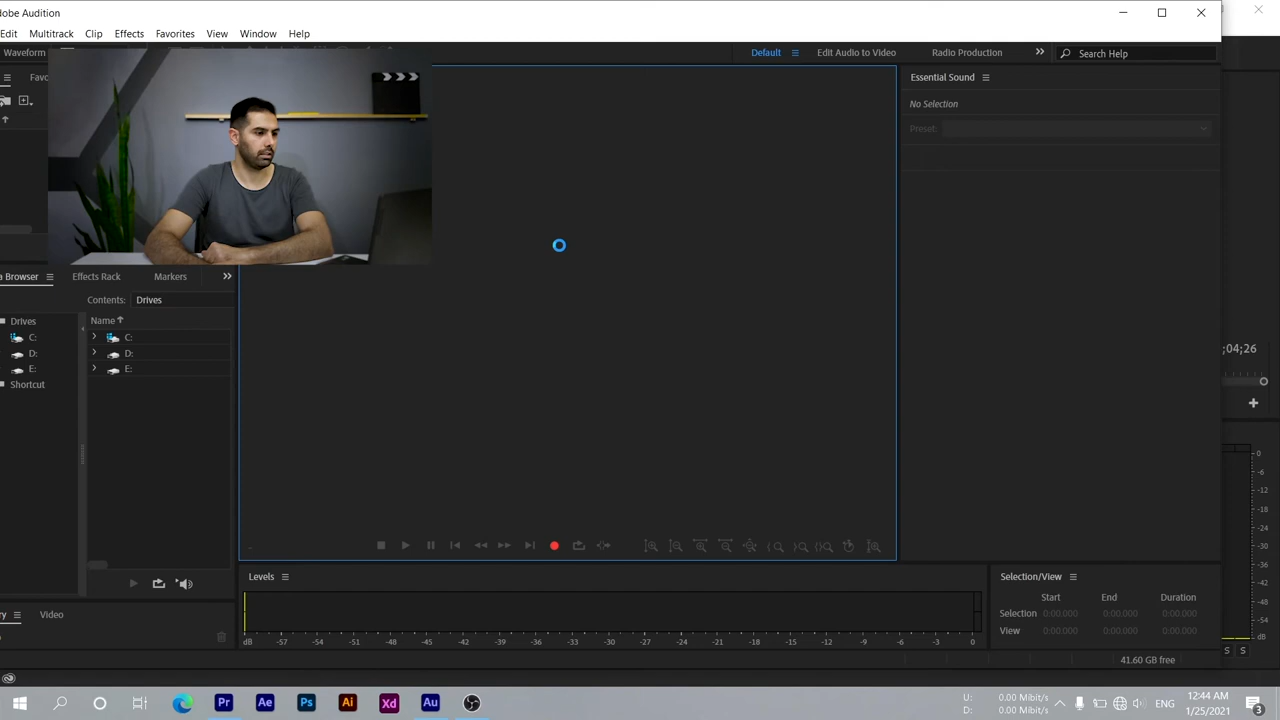 dobe Audition
Edit Multitrack Clip Effects Favorites View Window Help
Waveform
Default Edit Audio to Video Radio Production Search Help
Favo
Essential Sound
No Selection
Preset:
;04:26
a Browser Effects Rack Markers
Contents: Drives
Drives
Name
C: C:
D: D:
E: E:
Shortcut
0
-6
-12
-18
-24
-30
-36
-42
-48
-54
dB
S S
Levels
Selection/View
Start End Duration
Selection 0:00.000 0:00.000 0:00.000
View 0:00.000 0:00.000 0:00.000
dB -57 -54 -51 -48 -45 -42 -39 -36 -33 -30 -27 -24 -21 -18 -15 -12 -9 -6 -3 0
ry Video
41.60 GB free
Pr Ae Ps Ai Xd Au
U: 0.00 Mibit/s
D: 0.00 Mibit/s
ENG
12:44 AM
1/25/2021
3